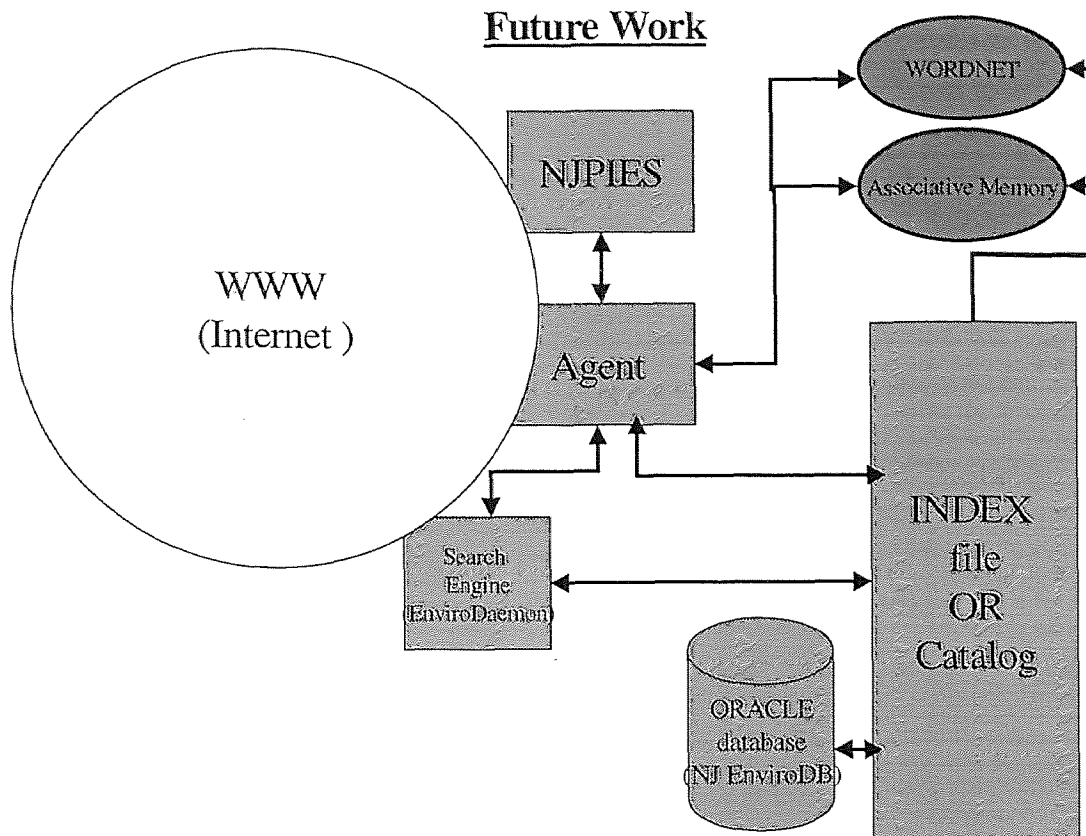 Future Work
WORDNET
NJPIES
Associative Memory
WWW
(Internet )
Agent
INDEX
file
OR
Catalog
Search
Engine
(EnviroDaemon)
ORACLE
database
(NJ EnviroDB)